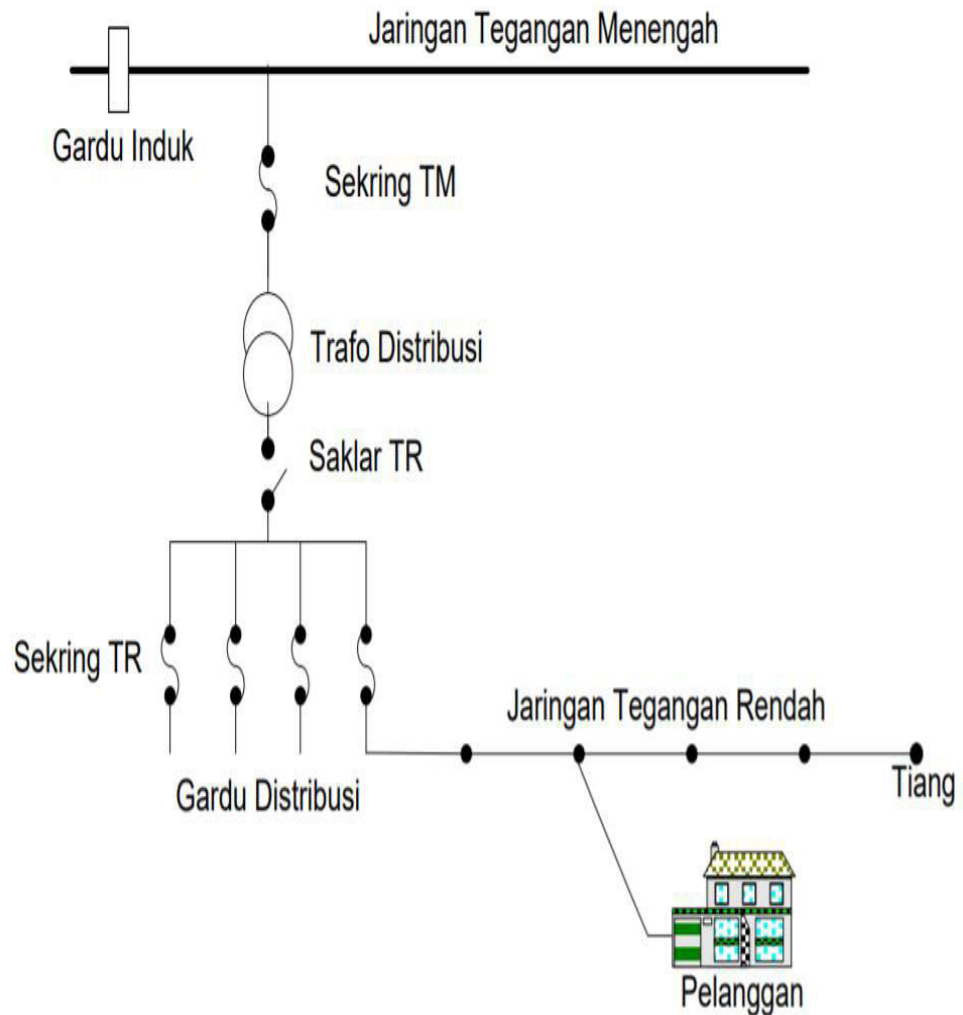 Jaringan Tegangan Menengah
Gardu Induk
Sekring TM
Trafo Distribusi
Saklar TR
Sekring TR
Jaringan Tegangan Rendah
Gardu Distribusi
Tiang
Pelanggan